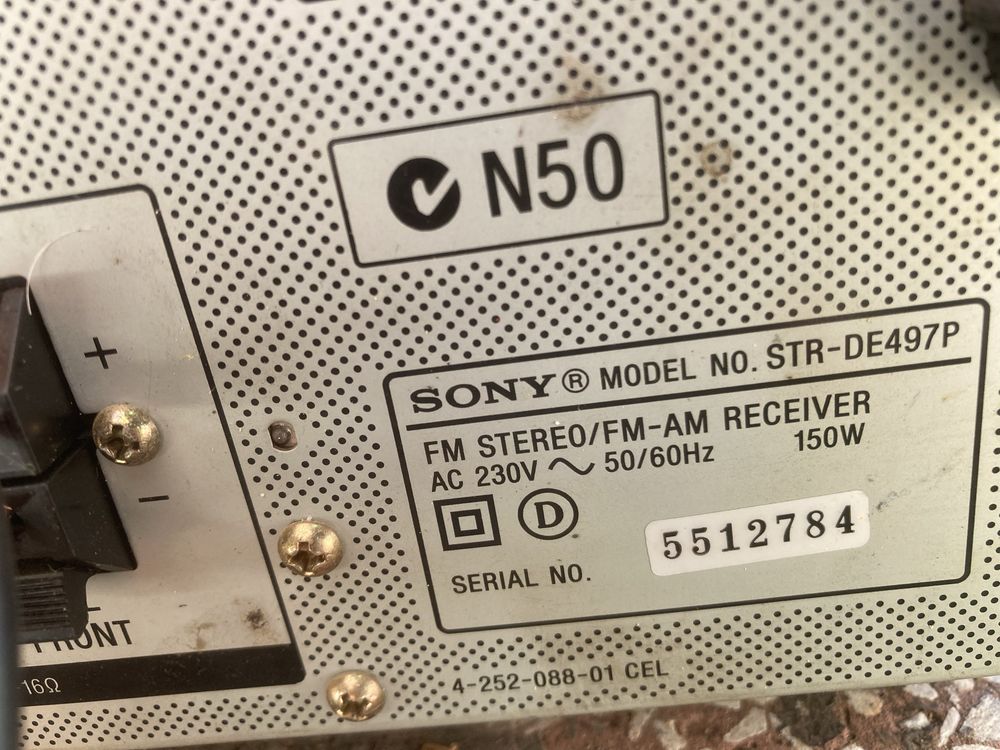 N50
+
-
FRONT
16Ω
SONY® MODEL NO. STR-DE497P
FM STEREO/FM-AM RECEIVER
AC 230V ~ 50/60Hz 150W
D
SERIAL NO. 5512784
4-252-088-01 CEL